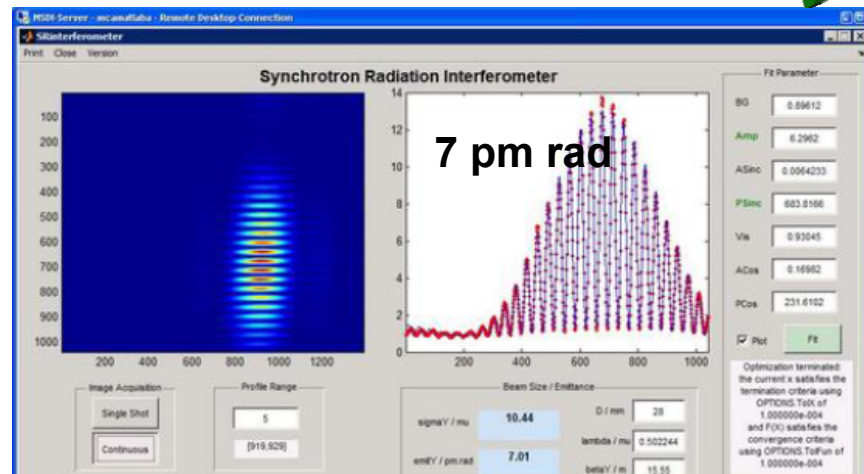 MSDI-Server - mcamatlaba - Remote Desktop Connection
SRinterferometer
Print Close Version
Synchrotron Radiation Interferometer
100
200
300
400
500
600
700
800
900
1000
200 400 600 800 1000 1200
14
12
10
8
6
4
2
0
200 400 600 800 1000
7 pm rad
Fit Parameter
BG 0.89612
Amp 6.2962
ASinc 0.0064233
PSinc 683.8166
Vis 0.93045
ACos 0.16982
PCos 231.6102
Plot Fit
Optimization terminated:
the current x satisfies the
termination criteria using
OPTIONS.TolX of
1.000000e-004
and F(X) satisfies the
convergence criteria
using OPTIONS.TolFun of
1.000000e-004
Image Acquisition
Single Shot
Continuous
Profile Range
5
[919,929]
Beam Size / Emittance
sigmaY / mu 10.44 D / mm 28
lambda / mu 0.502244
emitY / pm.rad 7.01
betaY / m 15.55